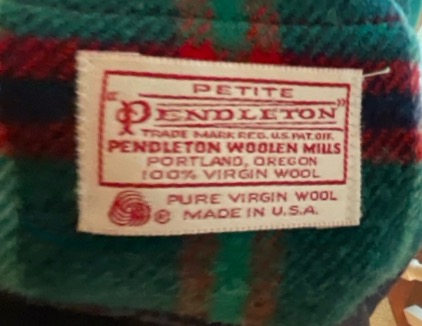 PETITE
"PENDLETON"
TRADE MARK REG. U.S. PAT. OFF.
PENDLETON WOOLEN MILLS
PORTLAND, OREGON
100% VIRGIN WOOL
PURE VIRGIN WOOL
® MADE IN U.S.A.